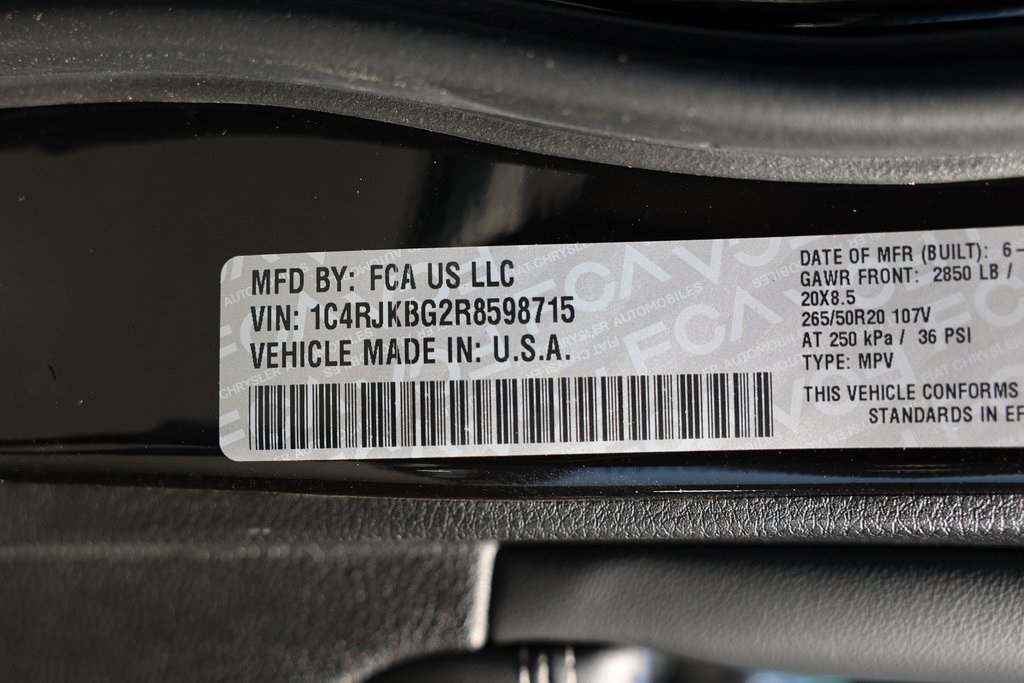 MFD BY: FCA US LLC
VIN: 1C4RJKBG2R8598715
VEHICLE MADE IN: U.S.A.
DATE OF MFR (BUILT): 6-
GAWR FRONT: 2850 LB /
20X8.5
265/50R20 107V
AT 250 kPa / 36 PSI
TYPE: MPV
THIS VEHICLE CONFORMS
STANDARDS IN EF